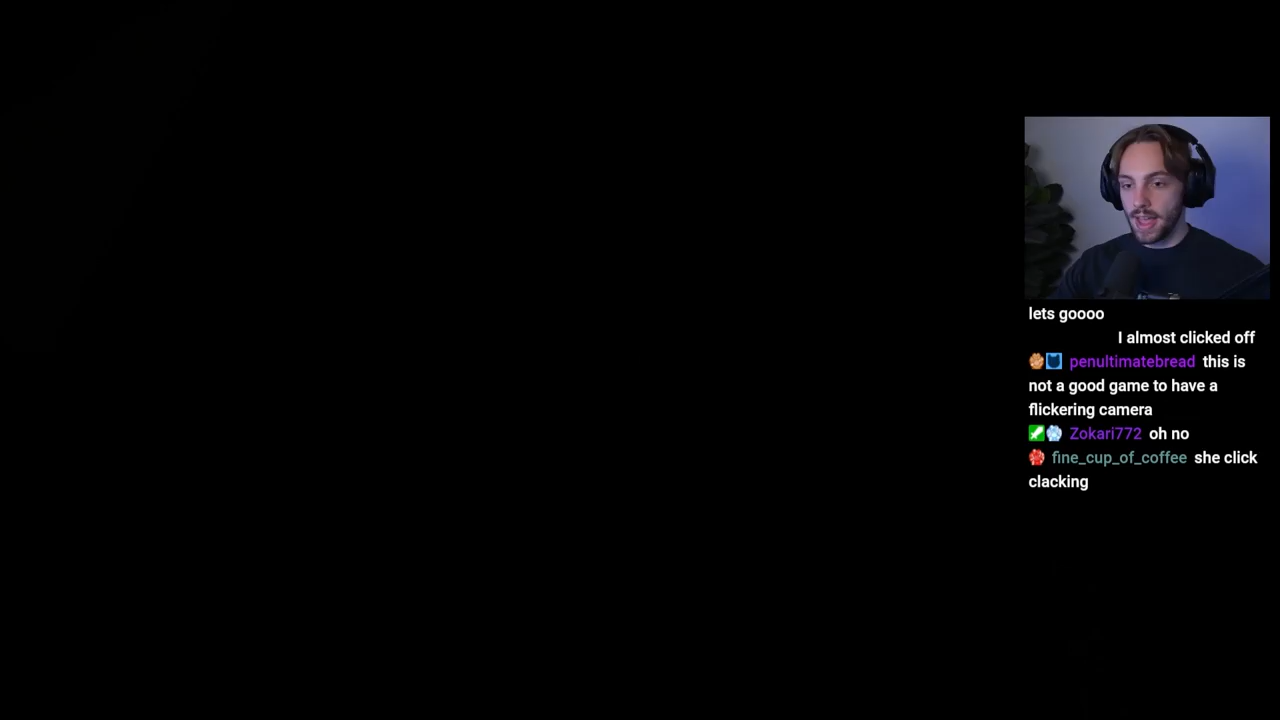 lets goooo
I almost clicked off
penultimatebread this is
not a good game to have a
flickering camera
Zokari772 oh no
fine_cup_of_coffee she click
clacking